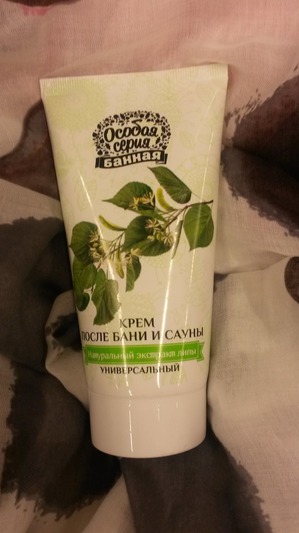 Особая
серия
банная
КРЕМ
ПОСЛЕ БАНИ И САУНЫ
Натуральный экстракт липы
УНИВЕРСАЛЬНЫЙ